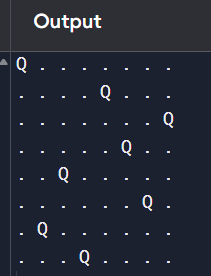 Output
Q . . . . . . .
. . . . Q . . .
. . . . . . . Q
. . . . . Q . .
. . Q . . . . .
. . . . . . Q .
. Q . . . . . .
. . . Q . . . .